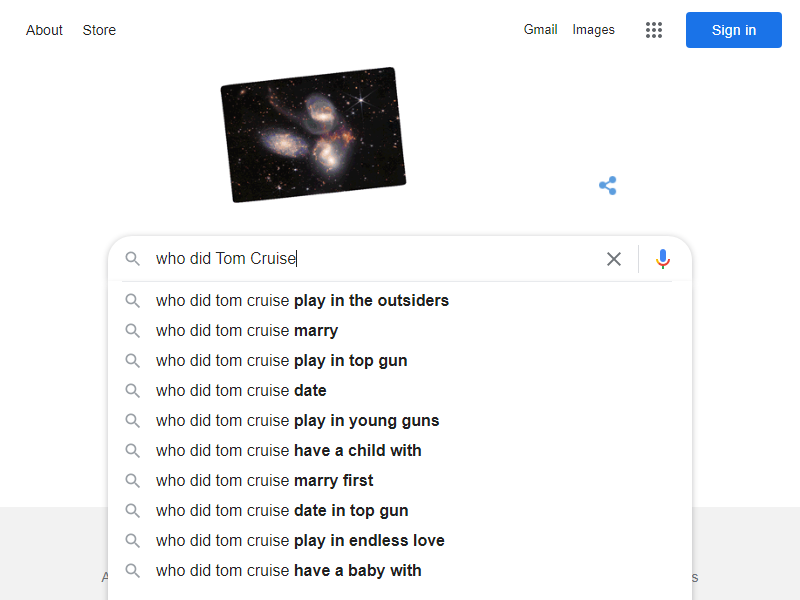 About Store Gmail Images Sign in
who did Tom Cruise
who did tom cruise play in the outsiders
who did tom cruise marry
who did tom cruise play in top gun
who did tom cruise date
who did tom cruise play in young guns
who did tom cruise have a child with
who did tom cruise marry first
who did tom cruise date in top gun
who did tom cruise play in endless love
who did tom cruise have a baby with